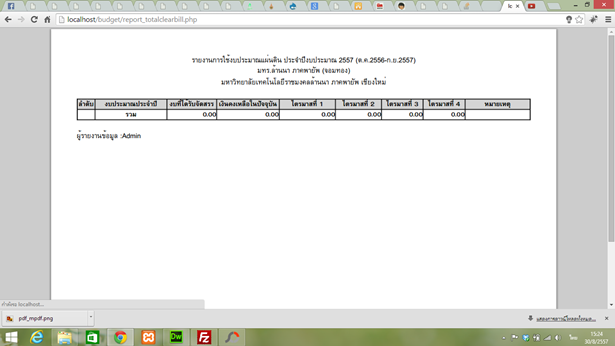 localhost/budget/report_totalclearbill.php
รายงานการใช้งบประมาณแผ่นดิน ประจำปีงบประมาณ 2557 (ต.ค.2556-ก.ย.2557)
มทร.ล้านนา ภาคพายัพ (จอมทอง)
มหาวิทยาลัยเทคโนโลยีราชมงคลล้านนา ภาคพายัพ เชียงใหม่
ลำดับ งบประมาณประจำปี งบที่ได้รับจัดสรร เงินคงเหลือในปัจจุบัน ไตรมาสที่ 1 ไตรมาสที่ 2 ไตรมาสที่ 3 ไตรมาสที่ 4 หมายเหตุ
รวม 0.00 0.00 0.00 0.00 0.00 0.00
ผู้รายงานข้อมูล :Admin
กำลังรอ localhost...
pdf_mpdf.png
แสดงการดาวน์โหลดทั้งหมด...
Dw
Fz
ไทย
15:24
30/8/2557